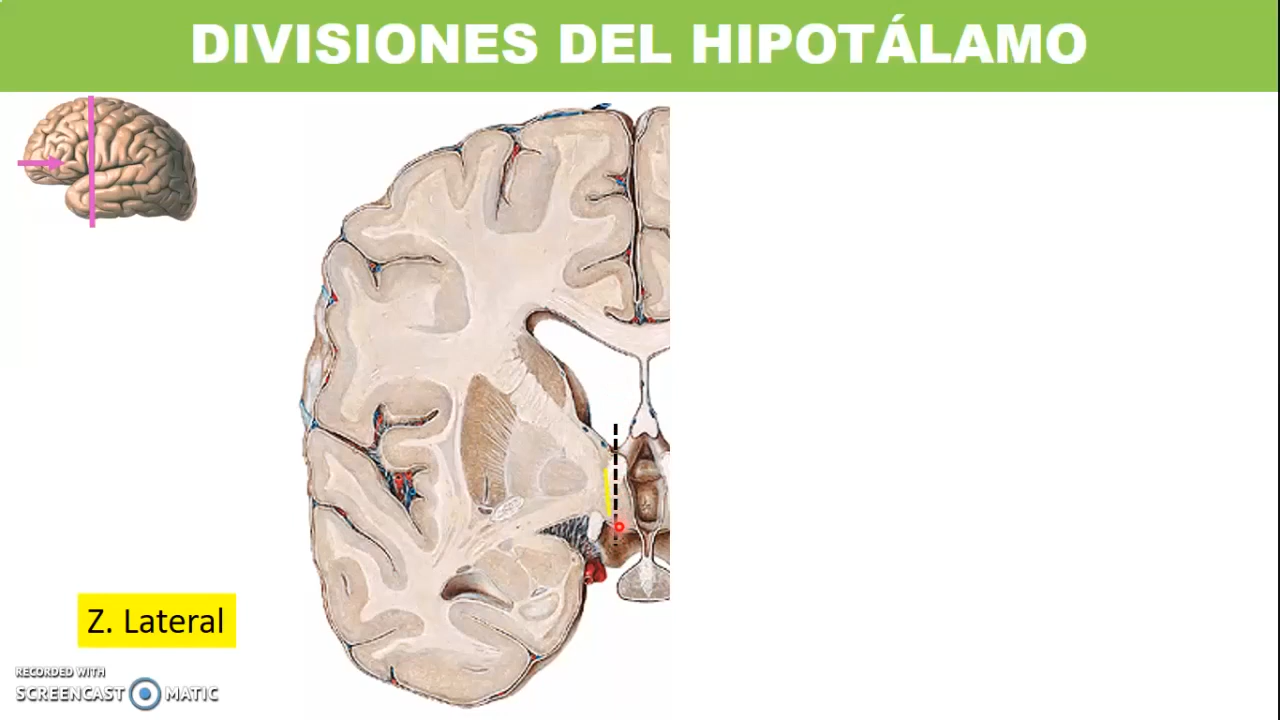 DIVISIONES DEL HIPOTÁLAMO
Z. Lateral
RECORDED WITH
SCREENCAST MATIC